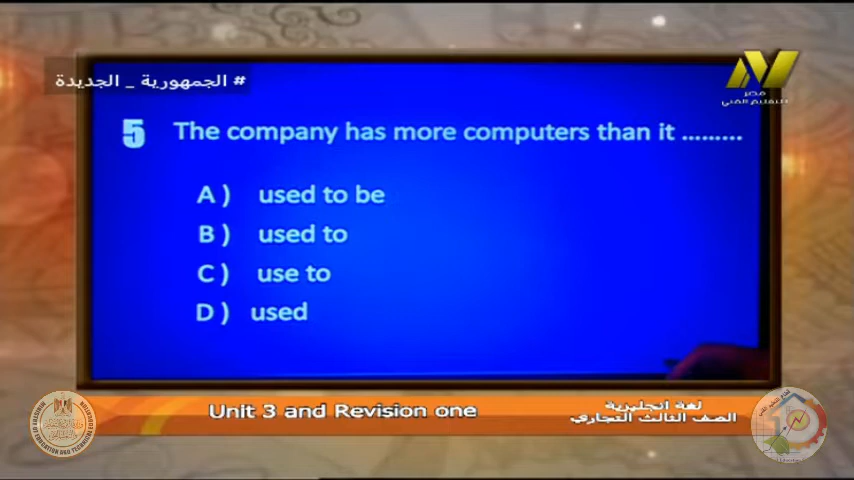 # الجمهورية _ الجديدة
مصر
التعليم الفني
5 The company has more computers than it .........
A ) used to be
B ) used to
C ) use to
D ) used
Unit 3 and Revision one
لغة انجليزية
الصف الثالث التجاري